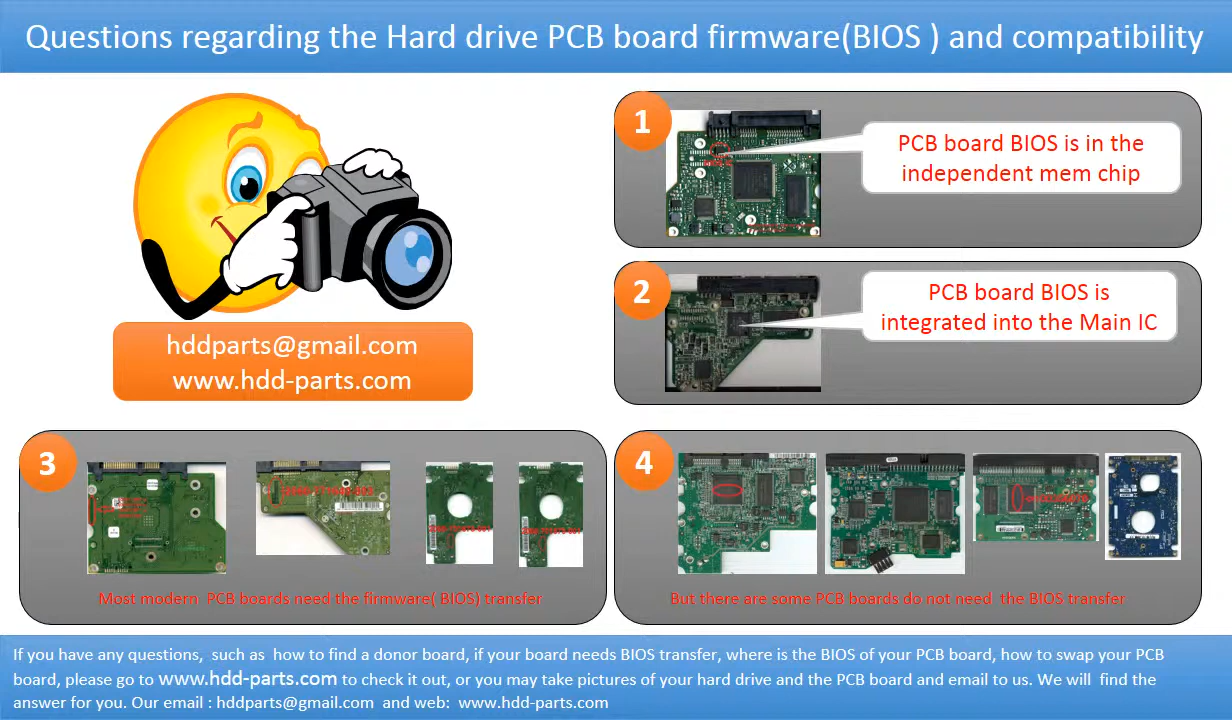 Questions regarding the Hard drive PCB board firmware(BIOS ) and compatibility
hddparts@gmail.com
www.hdd-parts.com
1
PCB board BIOS is in the
independent mem chip
2
PCB board BIOS is
integrated into the Main IC
3
Most modern PCB boards need the firmware( BIOS) transfer
4
But there are some PCB boards do not need the BIOS transfer
If you have any questions, such as how to find a donor board, if your board needs BIOS transfer, where is the BIOS of your PCB board, how to swap your PCB
board, please go to www.hdd-parts.com to check it out, or you may take pictures of your hard drive and the PCB board and email to us. We will find the
answer for you. Our email : hddparts@gmail.com and web: www.hdd-parts.com